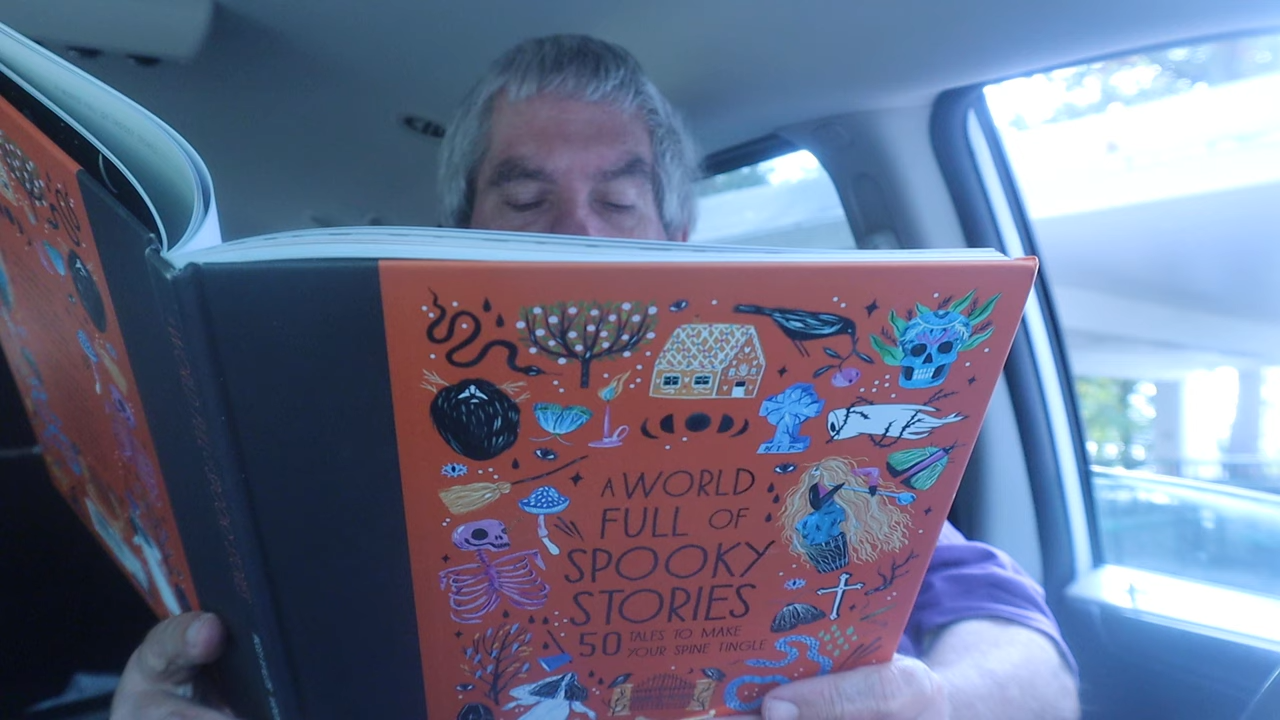 A WORLD
FULL OF
SPOOKY
STORIES
50 TALES TO MAKE
YOUR SPINE TINGLE
R.I.P.